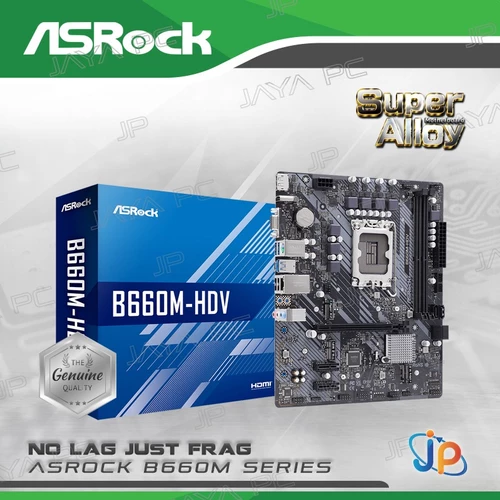 ASRock
JAYA PC
JP
Super
Motherboard
Alloy
ASRock
B660M-HDV
B660M-H
HDMI
THE
Genuine
QUALITY
NO LAG JUST FRAG
ASROCK B660M SERIES
JP